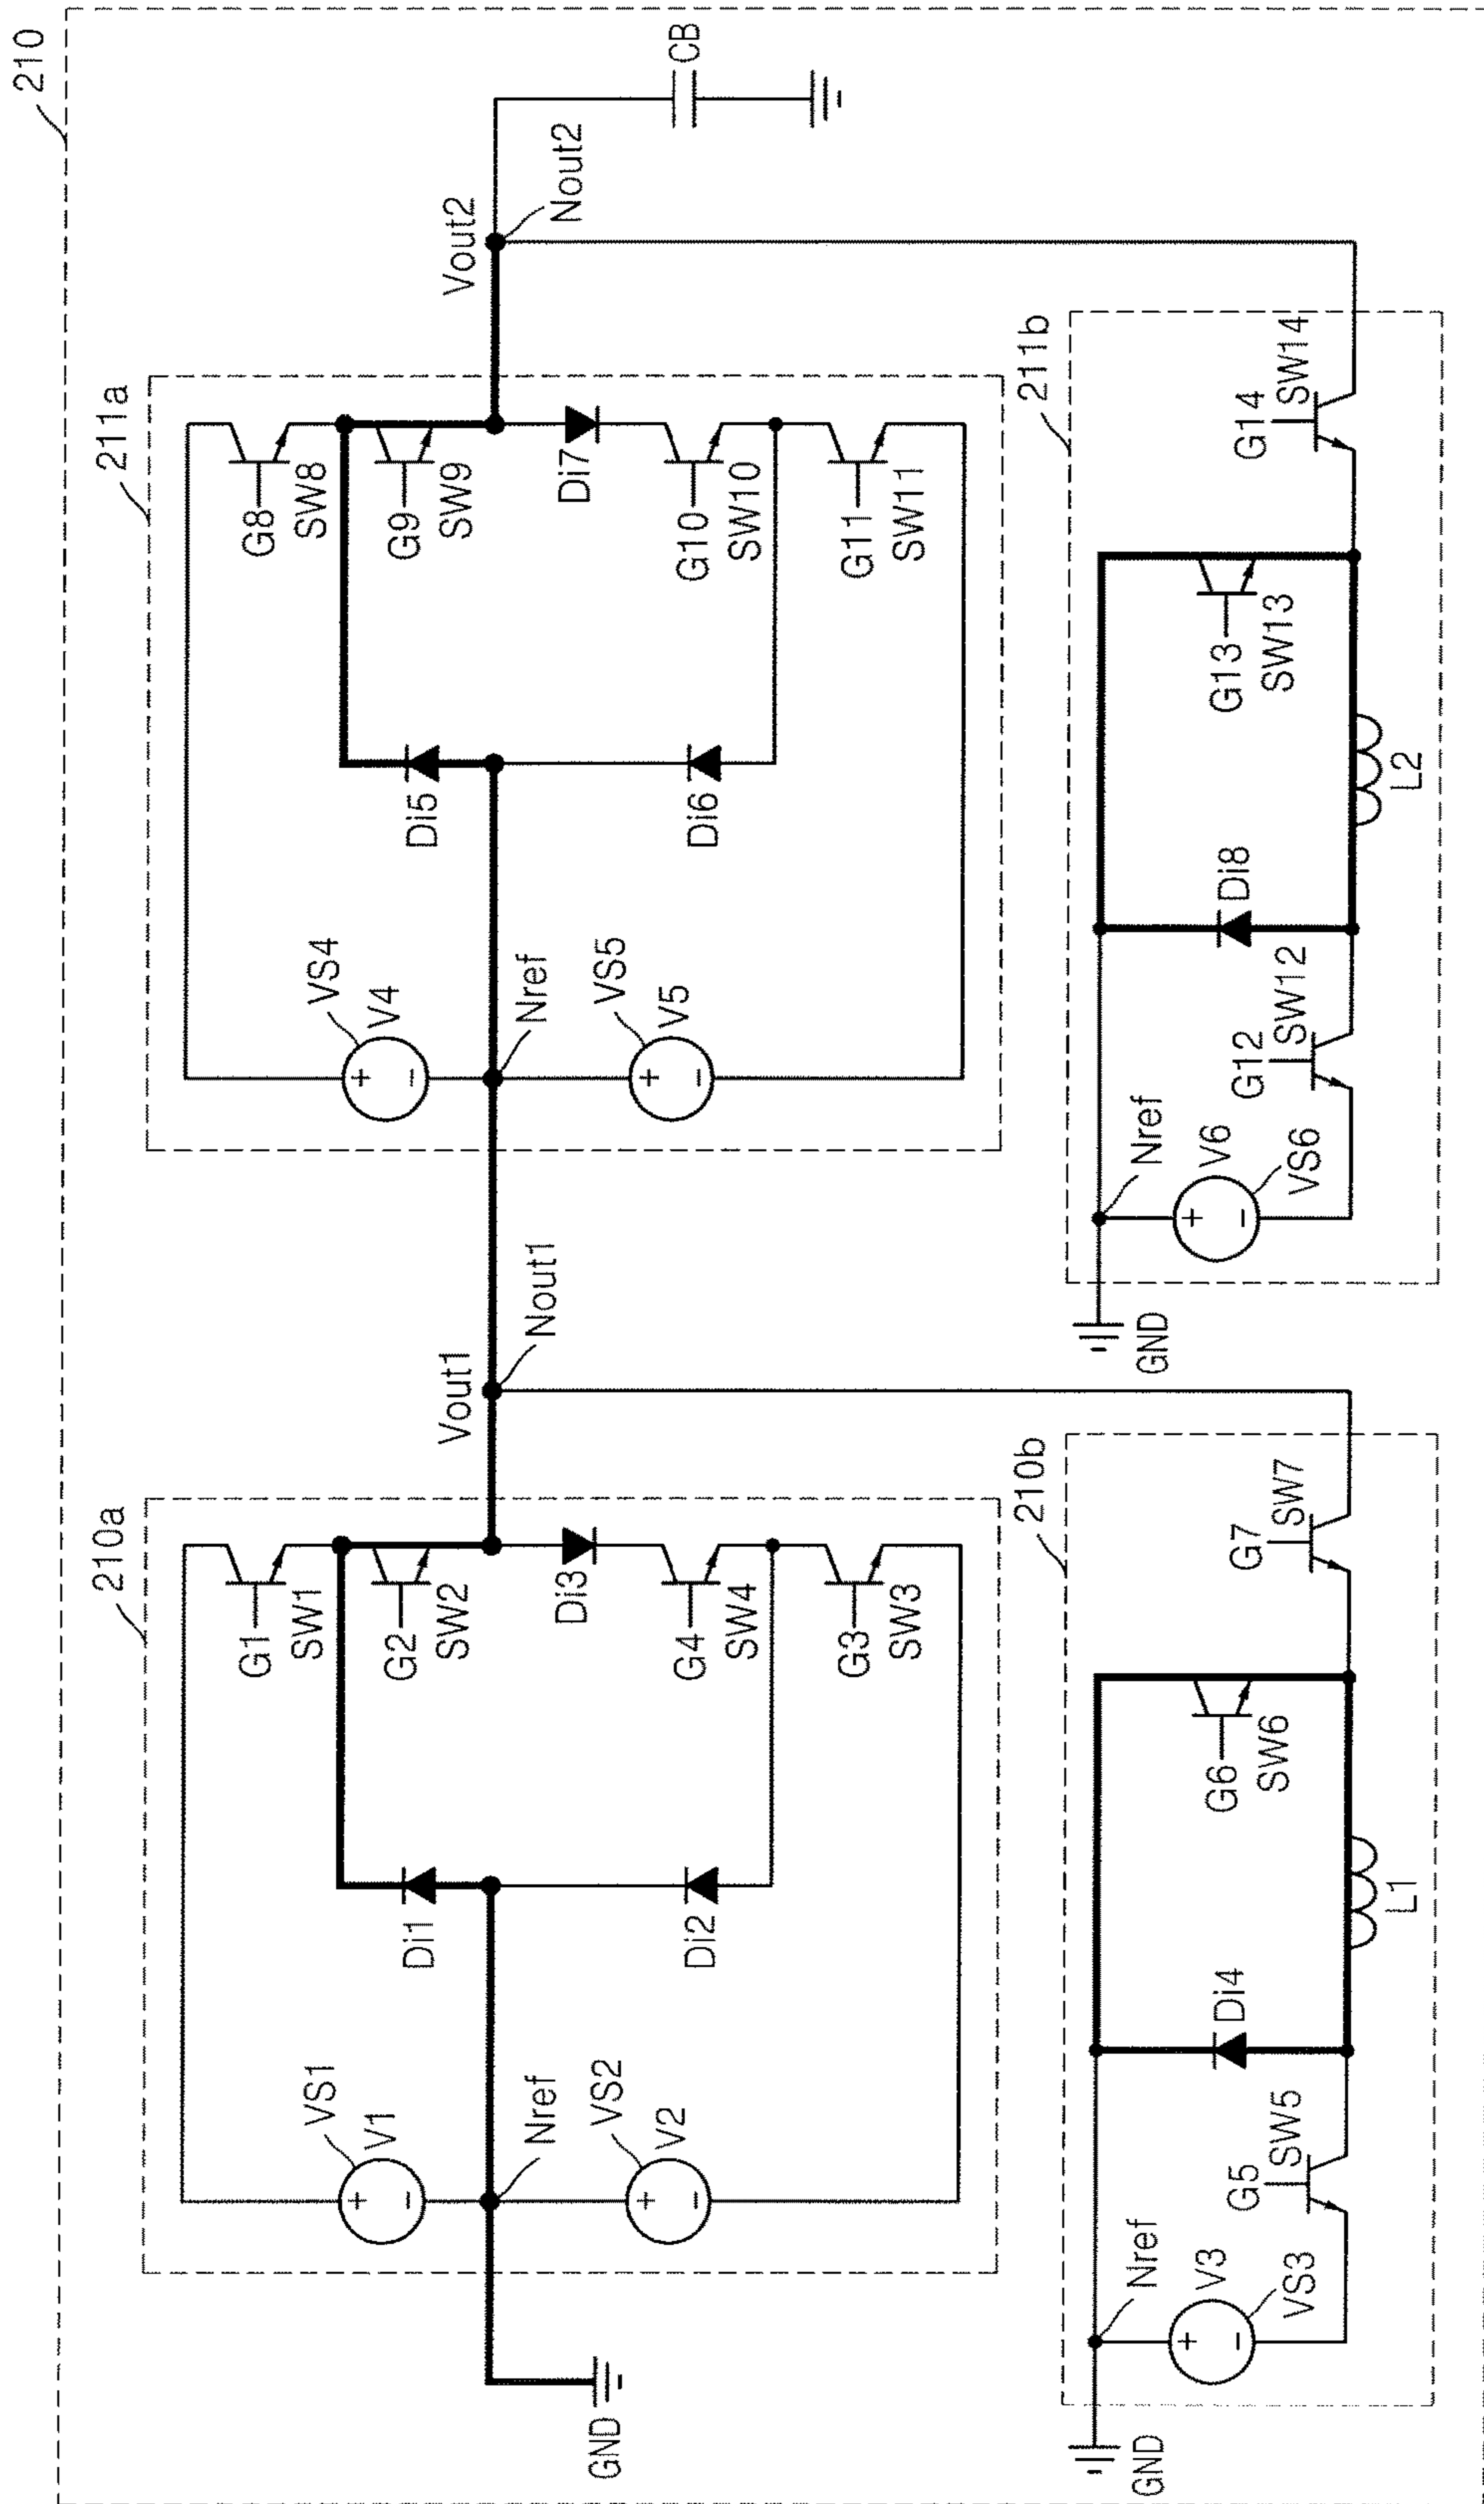 210
210a
VS1
V1
Nref
VS2
V2
GND
Di1
Di2
G1
SW1
G2
SW2
Di3
G4
SW4
G3
SW3
Vout1
Nout1
211a
VS4
V4
Nref
VS5
V5
Di5
Di6
G8
SW8
G9
SW9
Di7
G10
SW10
G11
SW11
Vout2
Nout2
CB
210b
GND
Nref
V3
VS3
G5
SW5
Di4
L1
G6
SW6
G7
SW7
211b
GND
Nref
V6
VS6
G12
SW12
Di8
L2
G13
SW13
G14
SW14
+
-
+
-
+
-
+
-
+
-
+
-